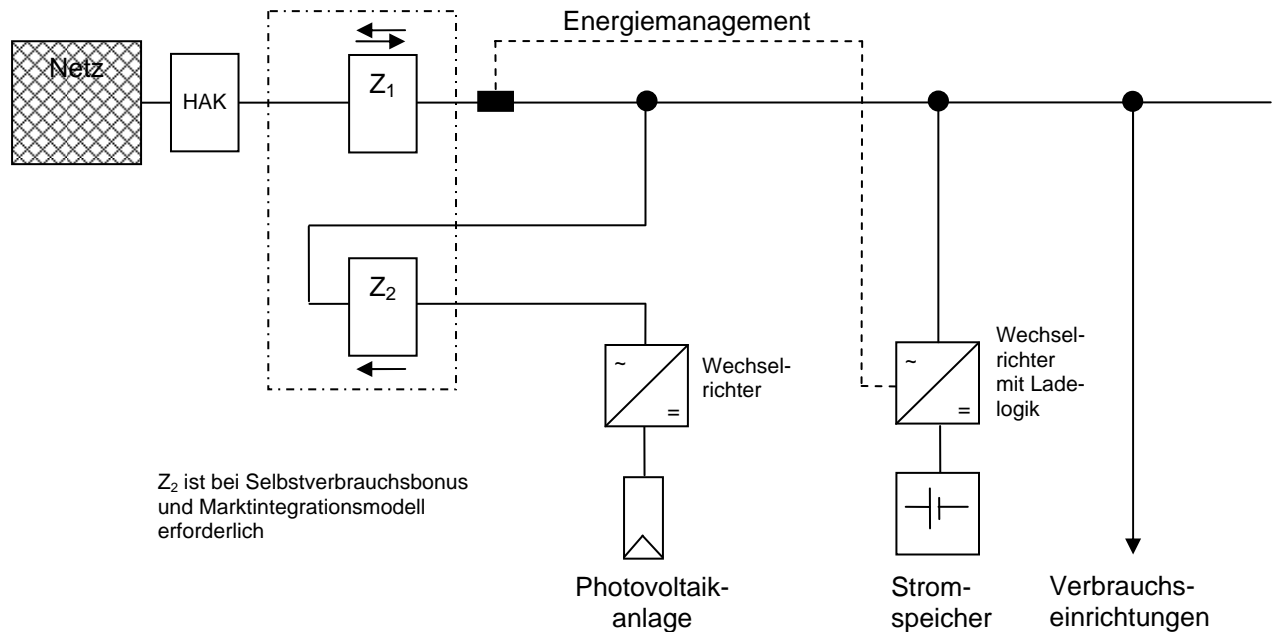 Energiemanagement
Netz
HAK
Z₁
Z₂
~
=
Wechsel-
richter
~
=
Wechsel-
richter
mit Lade-
logik
Z₂ ist bei Selbstverbrauchsbonus
und Marktintegrationsmodell
erforderlich
Photovoltaik-
anlage
Strom-
speicher
Verbrauchs-
einrichtungen